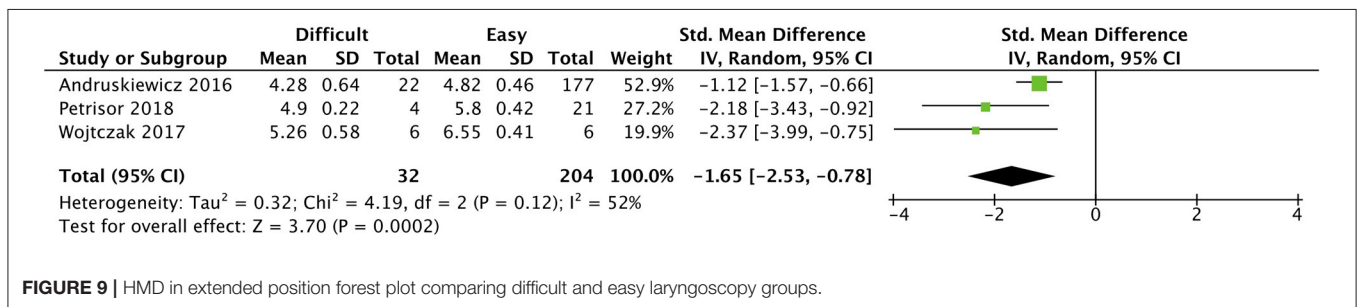 Difficult Easy Std. Mean Difference Std. Mean Difference
Study or Subgroup Mean SD Total Mean SD Total Weight IV, Random, 95% CI IV, Random, 95% CI
Andruskiewicz 2016 4.28 0.64 22 4.82 0.46 177 52.9% −1.12 [−1.57, −0.66]
Petrisor 2018 4.9 0.22 4 5.8 0.42 21 27.2% −2.18 [−3.43, −0.92]
Wojtczak 2017 5.26 0.58 6 6.55 0.41 6 19.9% −2.37 [−3.99, −0.75]
Total (95% CI) 32 204 100.0% −1.65 [−2.53, −0.78]
Heterogeneity: Tau² = 0.32; Chi² = 4.19, df = 2 (P = 0.12); I² = 52%
Test for overall effect: Z = 3.70 (P = 0.0002)
−4 −2 0 2 4
FIGURE 9 | HMD in extended position forest plot comparing difficult and easy laryngoscopy groups.